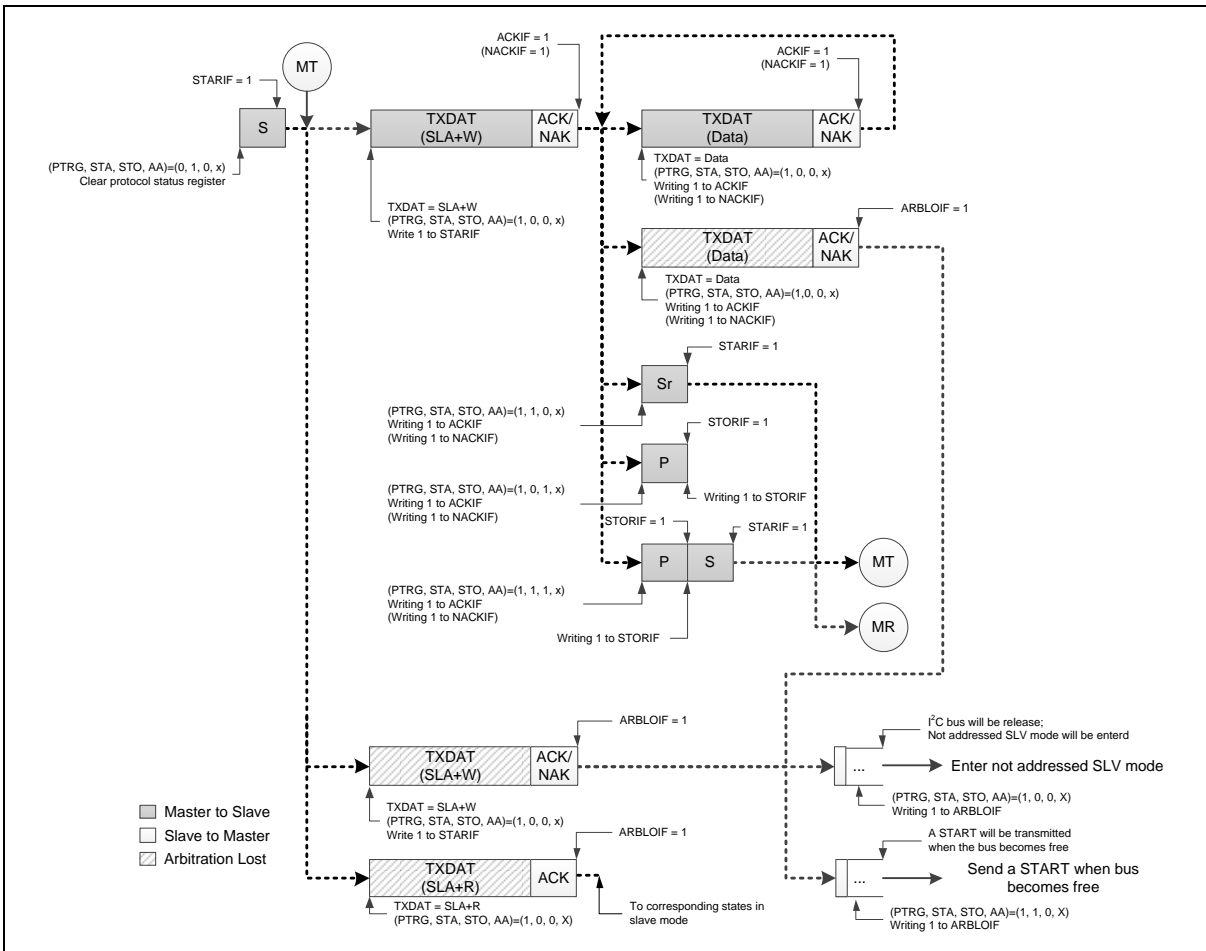 ACKIF = 1
(NACKIF = 1)
ACKIF = 1
(NACKIF = 1)
MT
STARIF = 1
S
TXDAT
(SLA+W)
ACK/
NAK
TXDAT
(Data)
ACK/
NAK
(PTRG, STA, STO, AA)=(0, 1, 0, x)
Clear protocol status register
TXDAT = Data
(PTRG, STA, STO, AA)=(1, 0, 0, x)
Writing 1 to ACKIF
(Writing 1 to NACKIF)
TXDAT = SLA+W
(PTRG, STA, STO, AA)=(1, 0, 0, x)
Write 1 to STARIF
ARBLOIF = 1
TXDAT
(Data)
ACK/
NAK
TXDAT = Data
(PTRG, STA, STO, AA)=(1,0, 0, x)
Writing 1 to ACKIF
(Writing 1 to NACKIF)
STARIF = 1
Sr
(PTRG, STA, STO, AA)=(1, 1, 0, x)
Writing 1 to ACKIF
(Writing 1 to NACKIF)
STORIF = 1
P
(PTRG, STA, STO, AA)=(1, 0, 1, x)
Writing 1 to ACKIF
(Writing 1 to NACKIF)
Writing 1 to STORIF
STORIF = 1
STARIF = 1
P
S
MT
(PTRG, STA, STO, AA)=(1, 1, 1, x)
Writing 1 to ACKIF
(Writing 1 to NACKIF)
MR
Writing 1 to STORIF
ARBLOIF = 1
I²C bus will be release;
Not addressed SLV mode will be enterd
TXDAT
(SLA+W)
ACK/
NAK
...
Enter not addressed SLV mode
TXDAT = SLA+W
(PTRG, STA, STO, AA)=(1, 0, 0, x)
Write 1 to STARIF
(PTRG, STA, STO, AA)=(1, 0, 0, X)
Writing 1 to ARBLOIF
Master to Slave
Slave to Master
Arbitration Lost
ARBLOIF = 1
A START will be transmitted
when the bus becomes free
TXDAT
(SLA+R)
ACK
...
Send a START when bus
becomes free
TXDAT = SLA+R
(PTRG, STA, STO, AA)=(1, 0, 0, X)
To corresponding states in
slave mode
(PTRG, STA, STO, AA)=(1, 1, 0, X)
Writing 1 to ARBLOIF